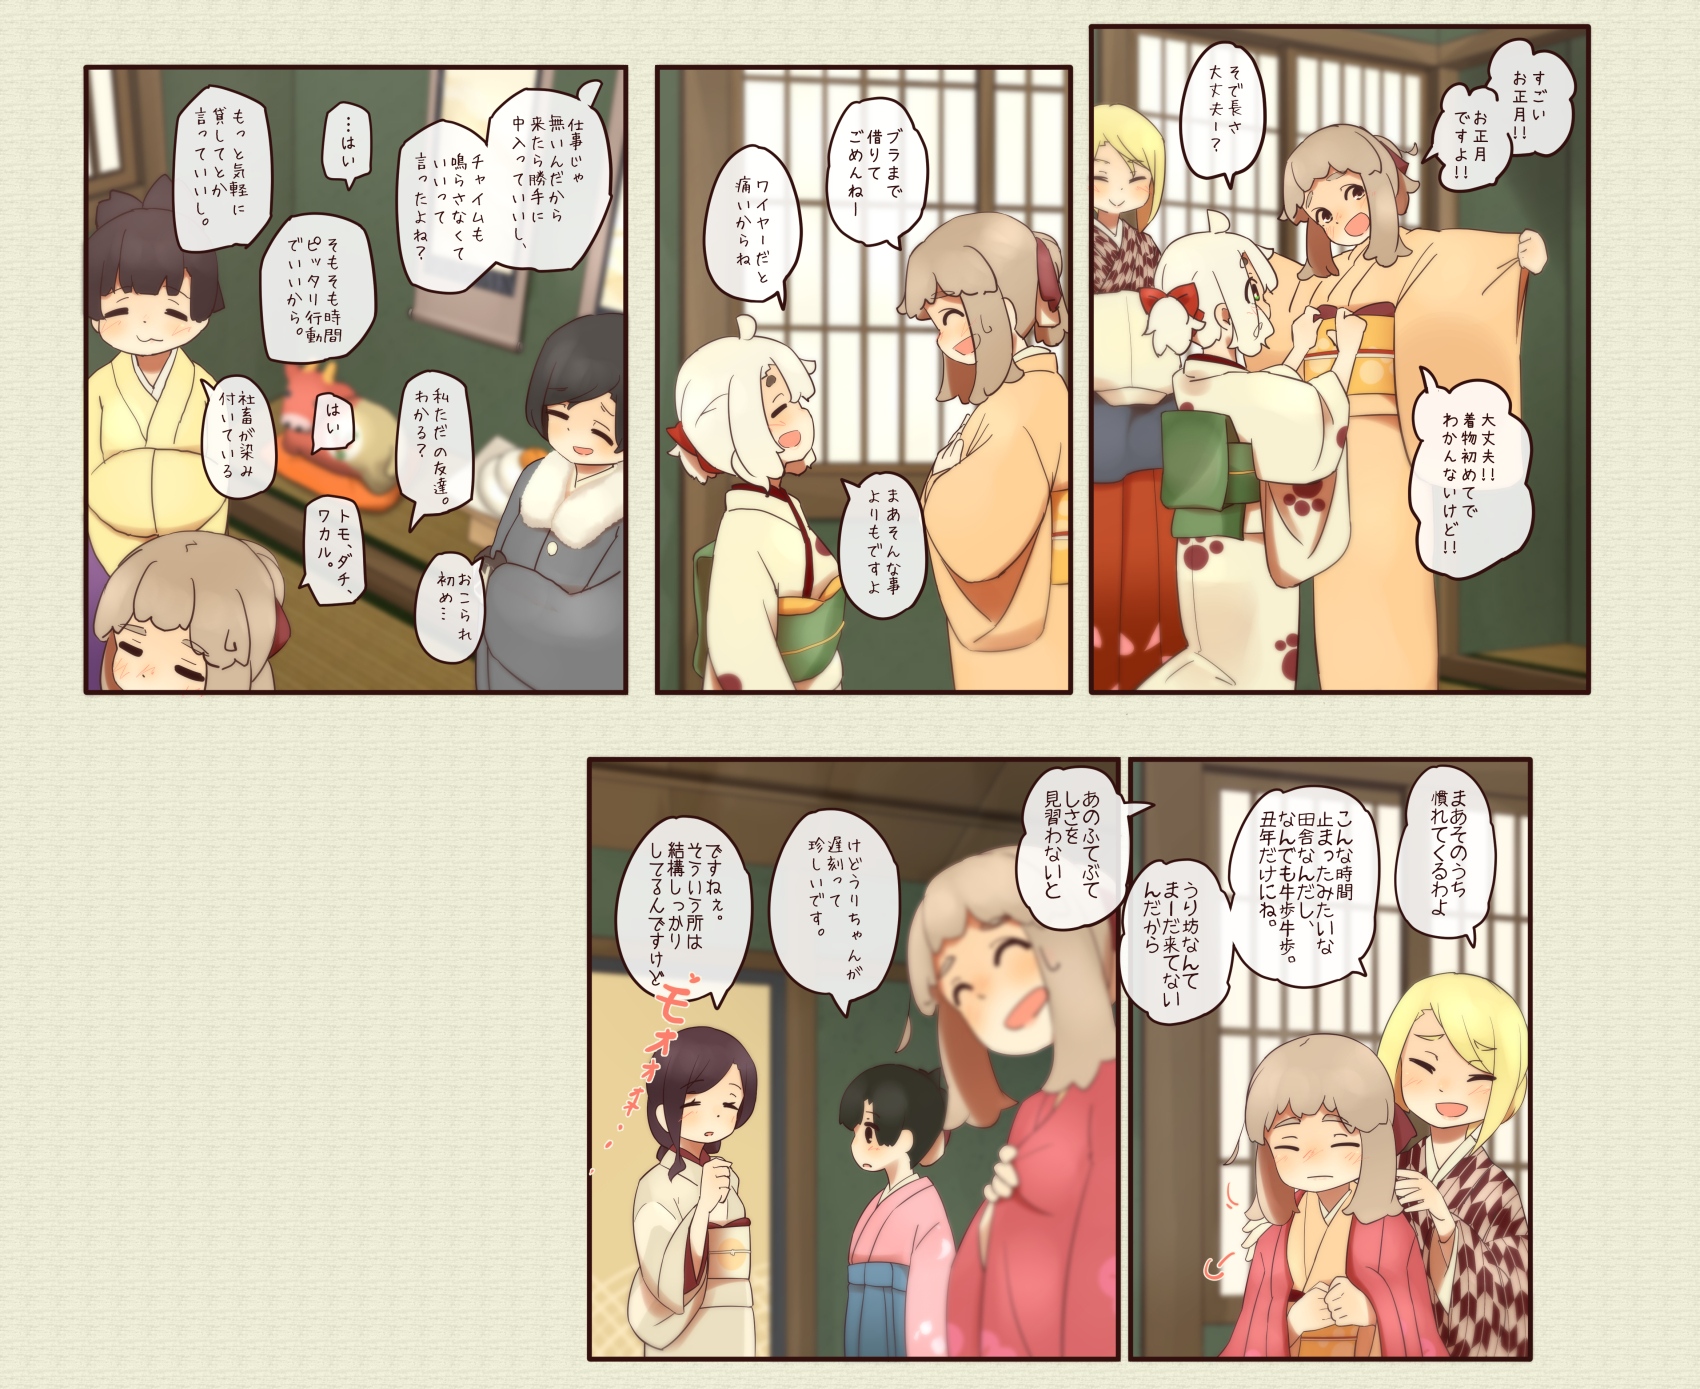 すごい
お正月!!
お正月
ですよ!!
そで長さ
大丈夫ー?
大丈夫!!
着物初めてで
わかんないけど!!
ブラまで
借りて
ごめんねー
ワイヤーだと
痛いからね
まあそんな事
よりもですよ
仕事じゃ
無いんだから
来たら勝手に
中入っていいし、
チャイムも
鳴らさなくて
いいって
言ったよね?
…はい
もっと気軽に
貸してとか
言っていいし。
そもそも時間
ピッタリ行動
でいいから。
はい
社畜が染み
付いている
私ただの友達。
わかる?
トモ、ダチ、
ワカル。
おこられ
初め…
まあそのうち
慣れてくるわよ
こんな時間
止まったみたいな
田舎なんだし、
なんでも牛歩牛歩。
丑年だけにね。
うり坊なんて
まーだ来てない
んだから
あのふてぶて
しさを
見習わないと
けどうりちゃんが
遅刻って
珍しいです。
ですねぇ。
そういう所は
結構しっかり
してるんですけど
モォォォォ…